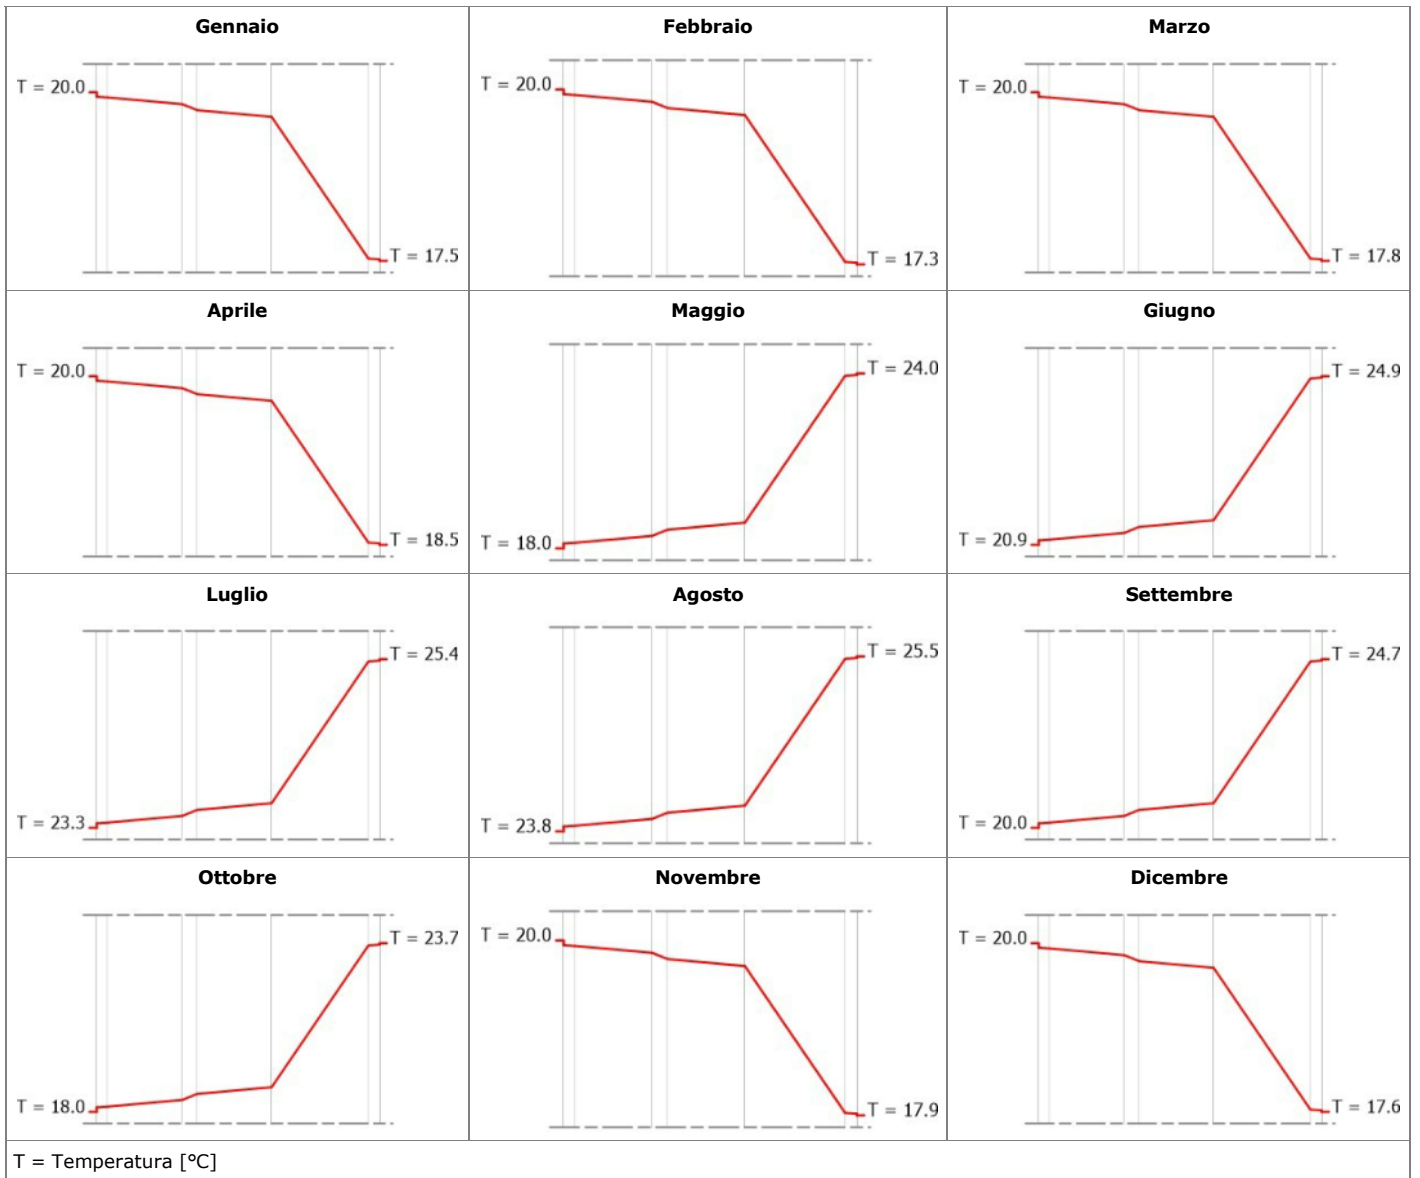 Gennaio
T = 20.0
T = 17.5
Febbraio
T = 20.0
T = 17.3
Marzo
T = 20.0
T = 17.8
Aprile
T = 20.0
T = 18.5
Maggio
T = 24.0
T = 18.0
Giugno
T = 24.9
T = 20.9
Luglio
T = 25.4
T = 23.3
Agosto
T = 25.5
T = 23.8
Settembre
T = 24.7
T = 20.0
Ottobre
T = 23.7
T = 18.0
Novembre
T = 20.0
T = 17.9
Dicembre
T = 20.0
T = 17.6
T = Temperatura [°C]